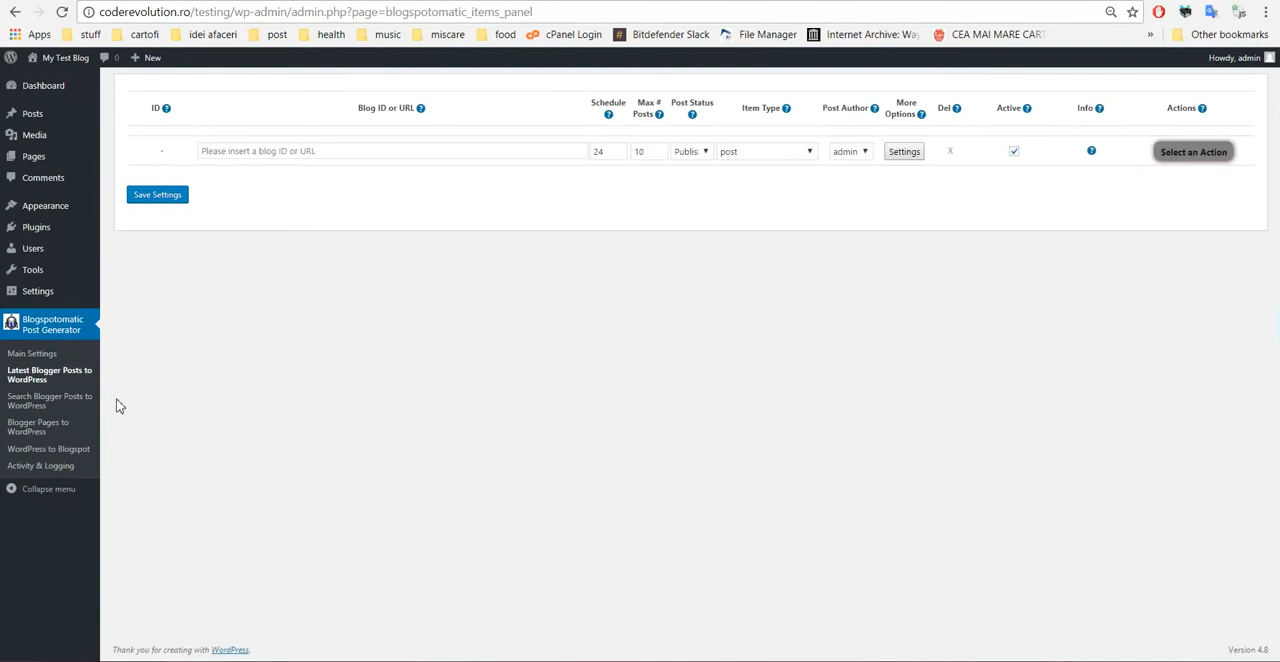 coderevolution.ro/testing/wp-admin/admin.php?page=blogspotomatic_items_panel
Apps stuff cartofi idei afaceri post health music miscare food cPanel Login Bitdefender Slack File Manager Internet Archive: Way CEA MAI MARE CART » Other bookmarks
My Test Blog 0 + New Howdy, admin
Dashboard
Posts
Media
Pages
Comments
Appearance
Plugins
Users
Tools
Settings
Blogspotomatic
Post Generator
Main Settings
Latest Blogger Posts to
WordPress
Search Blogger Posts to
WordPress
Blogger Pages to
WordPress
WordPress to Blogspot
Activity & Logging
Collapse menu
ID ? Blog ID or URL ? Schedule ? Max # Posts ? Post Status ? Item Type ? Post Author ? More Options ? Del ? Active ? Info ? Actions ?
- Please insert a blog ID or URL 24 10 Publis post admin Settings X ? Select an Action
Save Settings
Thank you for creating with WordPress.
Version 4.8